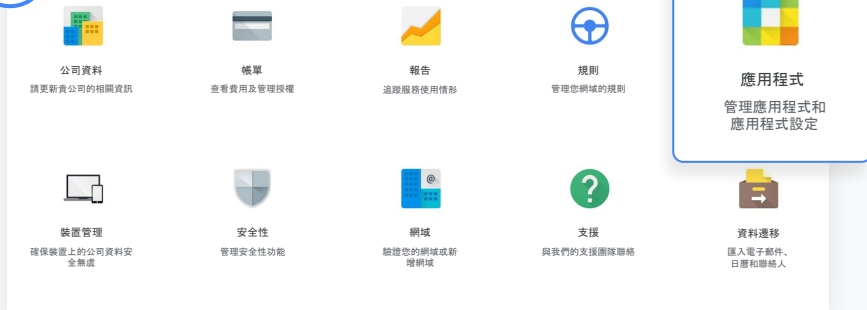 公司資料
請更新貴公司的相關資訊
帳單
查看費用及管理授權
報告
追蹤服務使用情形
規則
管理您網域的規則
應用程式
管理應用程式和
應用程式設定
裝置管理
確保裝置上的公司資料安
全無虞
安全性
管理安全性功能
@
網域
驗證您的網域或新
增網域
?
支援
與我們的支援團隊聯絡
資料遷移
匯入電子郵件、
日曆和聯絡人